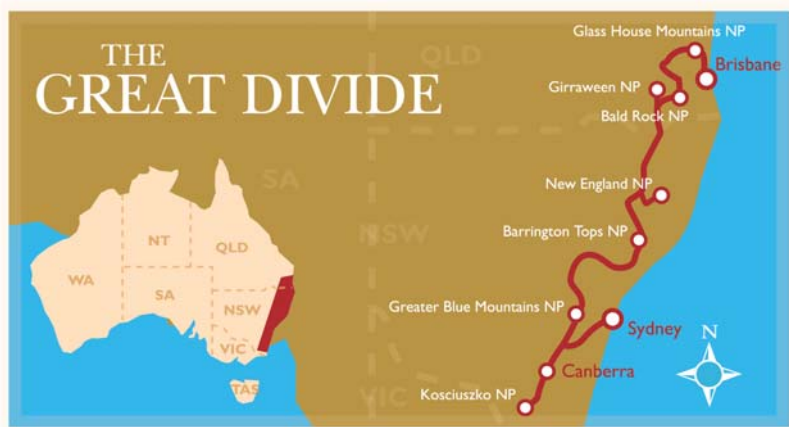 THE
GREAT DIVIDE
QLD
SA
NSW
VIC
Glass House Mountains NP
Brisbane
Girraween NP
Bald Rock NP
New England NP
Barrington Tops NP
Greater Blue Mountains NP
Sydney
Canberra
Kosciuszko NP
N
WA
NT
QLD
SA
NSW
VIC
TAS